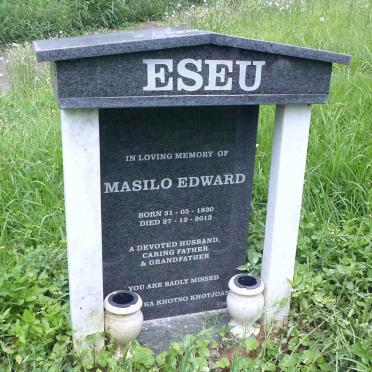 ESEU
IN LOVING MEMORY OF
MASILO EDWARD
BORN 31 - 05 - 1930
DIED 27 - 12 - 2013
A DEVOTED HUSBAND,
CARING FATHER
& GRANDFATHER
YOU ARE SADLY MISSED
KA KHOTSO